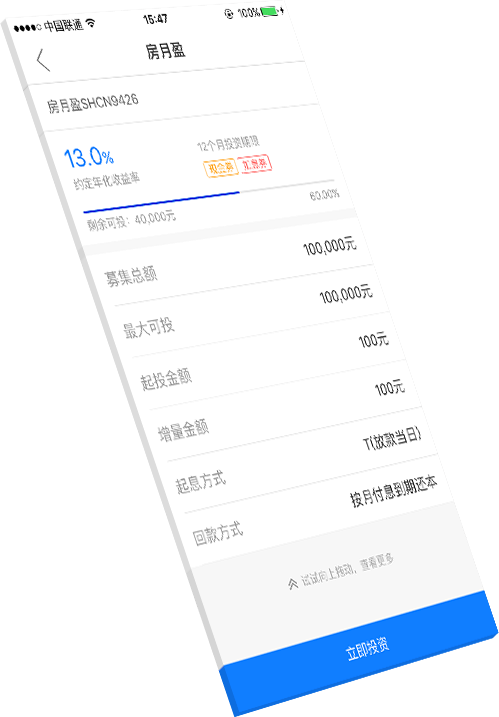 ●●●●○ 中国联通 15:47 100%
房月盈
房月盈SHCN9426
13.0%
12个月投资期限
约定年化收益率
现金券 加息券
60.00%
剩余可投：40,000元
募集总额 100,000元
最大可投 100,000元
起投金额 100元
增量金额 100元
起息方式 T(放款当日)
回款方式 按月付息到期还本
试试向上拖动，查看更多
立即投资